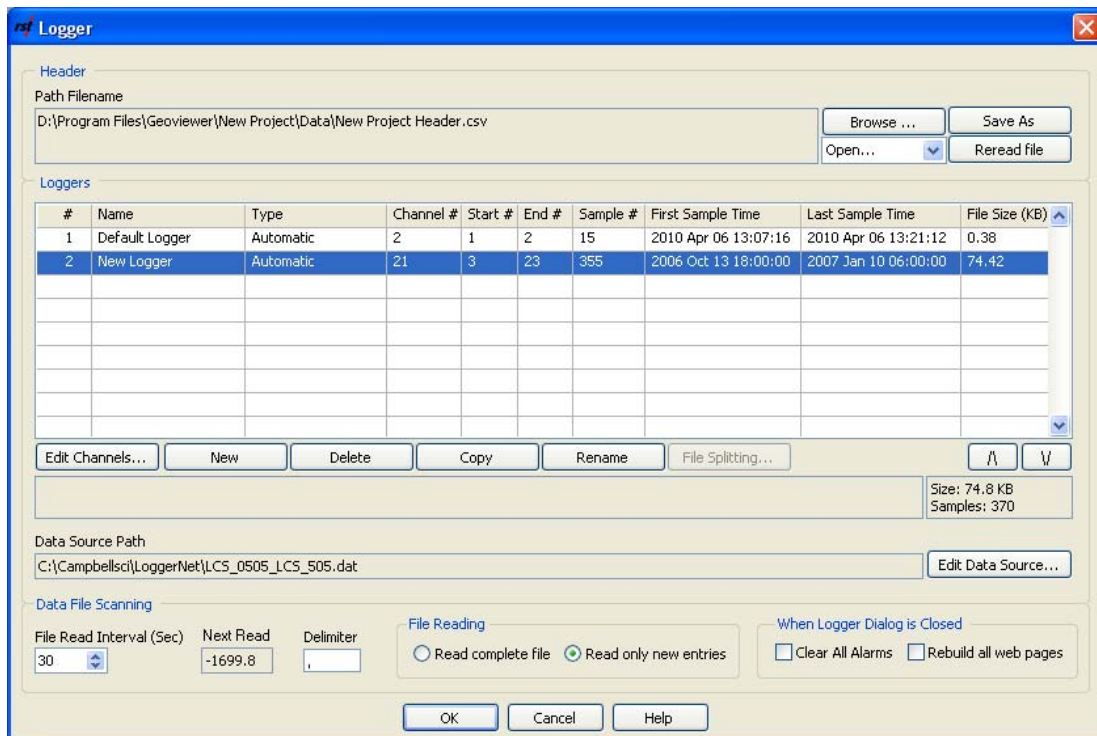 rst Logger
Header
Path Filename
D:\Program Files\Geoviewer\New Project\Data\New Project Header.csv
Browse ... Save As
Open... Reread file
Loggers
# Name Type Channel # Start # End # Sample # First Sample Time Last Sample Time File Size (KB)
1 Default Logger Automatic 2 1 2 15 2010 Apr 06 13:07:16 2010 Apr 06 13:21:12 0.38
2 New Logger Automatic 21 3 23 355 2006 Oct 13 18:00:00 2007 Jan 10 06:00:00 74.42
Edit Channels... New Delete Copy Rename File Splitting... /\ \/
Size: 74.8 KB
Samples: 370
Data Source Path
C:\Campbellsci\LoggerNet\LCS_0505_LCS_505.dat Edit Data Source...
Data File Scanning
File Read Interval (Sec) Next Read Delimiter File Reading When Logger Dialog is Closed
30 -1699.8 , Read complete file Read only new entries Clear All Alarms Rebuild all web pages
OK Cancel Help